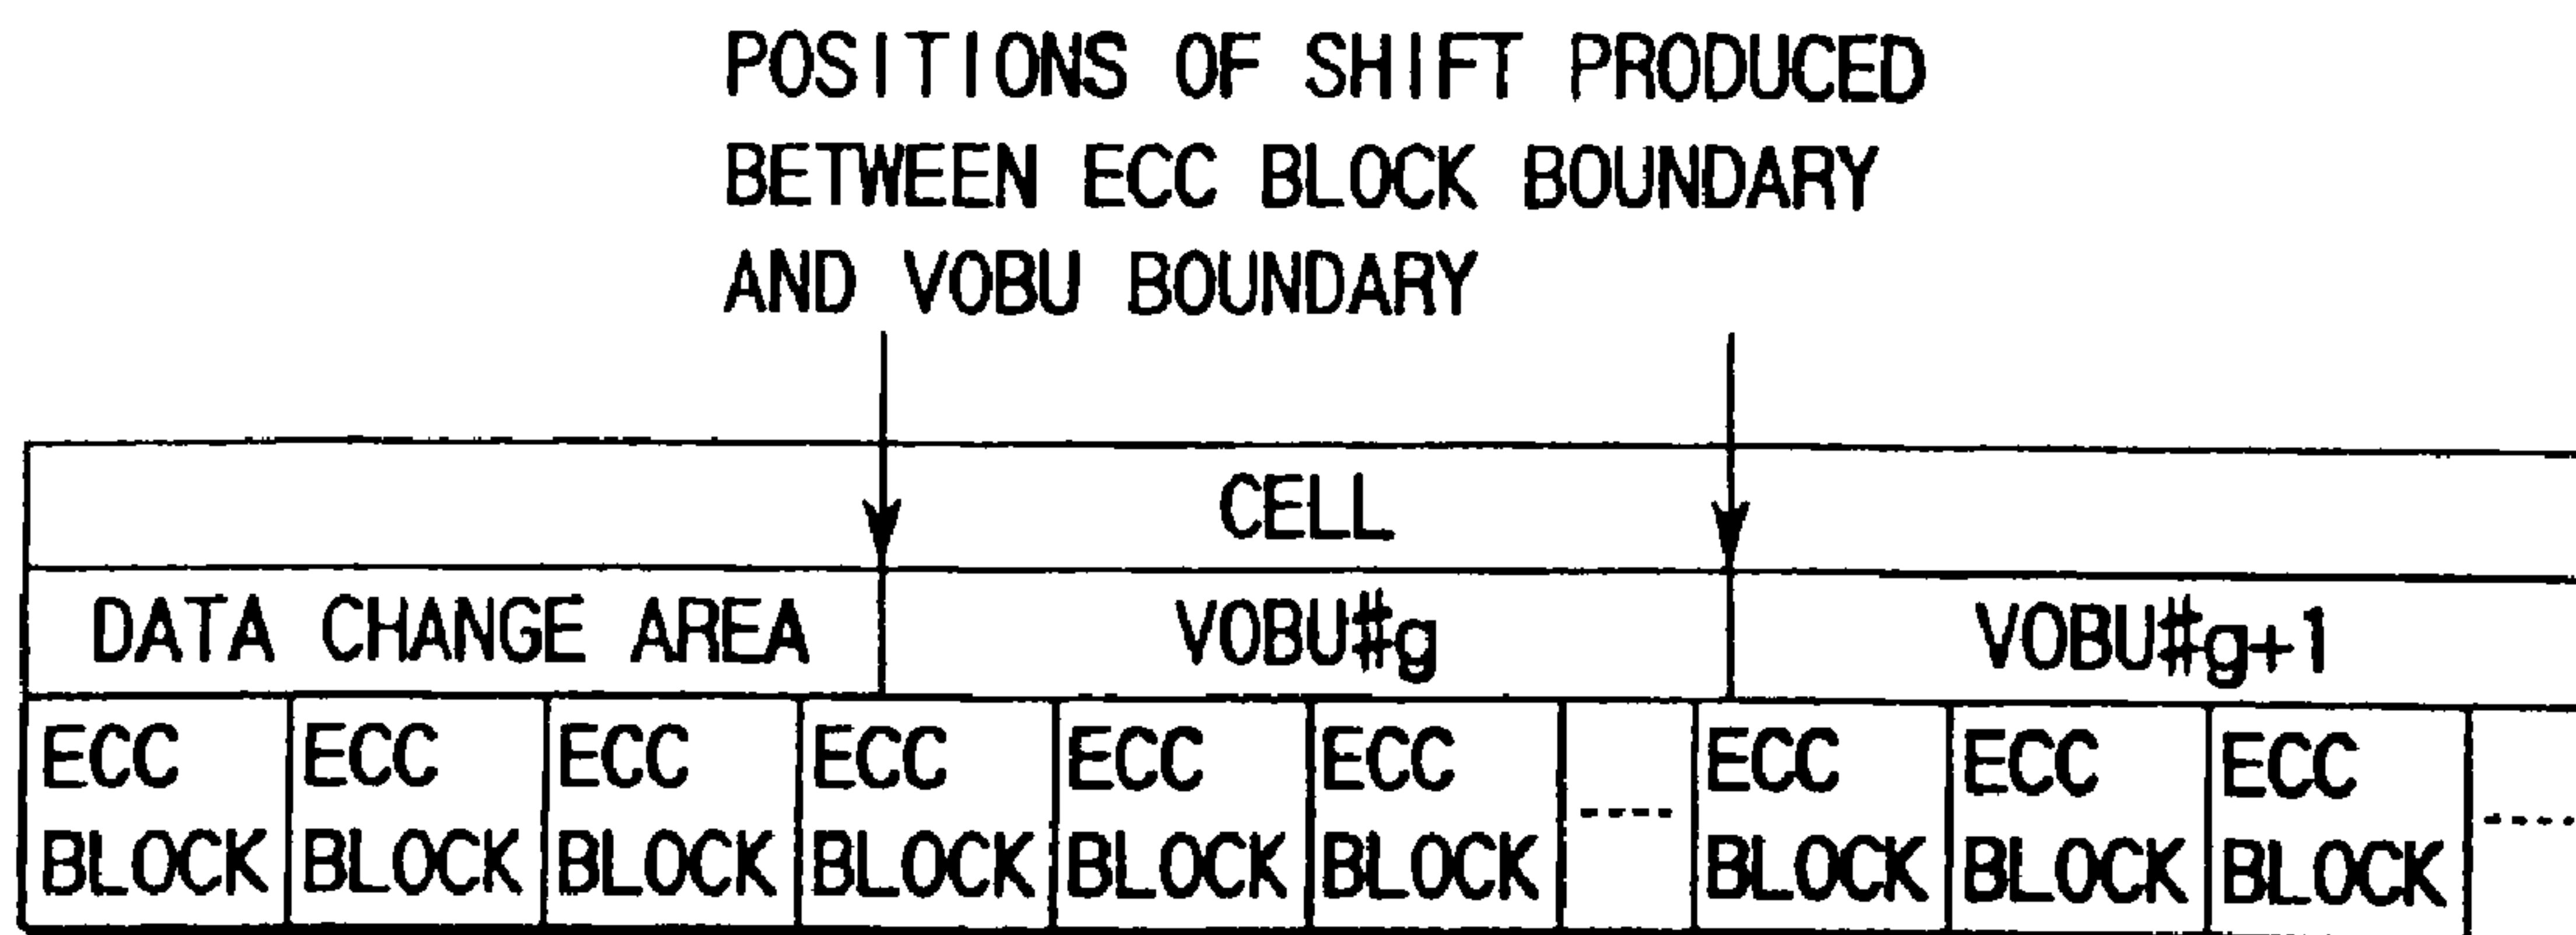 POSITIONS OF SHIFT PRODUCED
BETWEEN ECC BLOCK BOUNDARY
AND VOBU BOUNDARY
CELL
DATA CHANGE AREA VOBU#g VOBU#g+1
ECC ECC ECC ECC ECC ECC ECC ECC ECC
BLOCK BLOCK BLOCK BLOCK BLOCK BLOCK ---- BLOCK BLOCK BLOCK ----